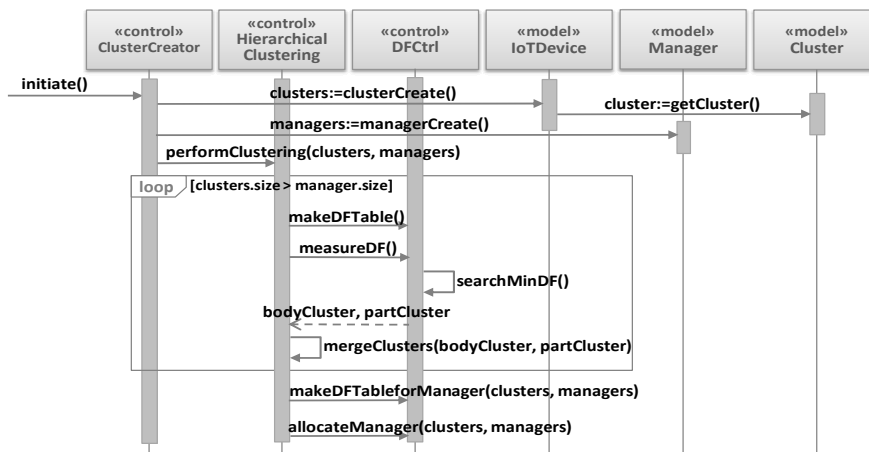 «control» «control» «control» «model» «model» «model»
ClusterCreator Hierarchical Clustering DFCtrl IoTDevice Manager Cluster
initiate()
clusters:=clusterCreate()
cluster:=getCluster()
managers:=managerCreate()
performClustering(clusters, managers)
loop [clusters.size> manager.size]
makeDFTable()
measureDF()
searchMinDF()
bodyCluster, partCluster
mergeClusters(bodyCluster, partCluster)
makeDFTableforManager(clusters, managers)
allocateManager(clusters, managers)